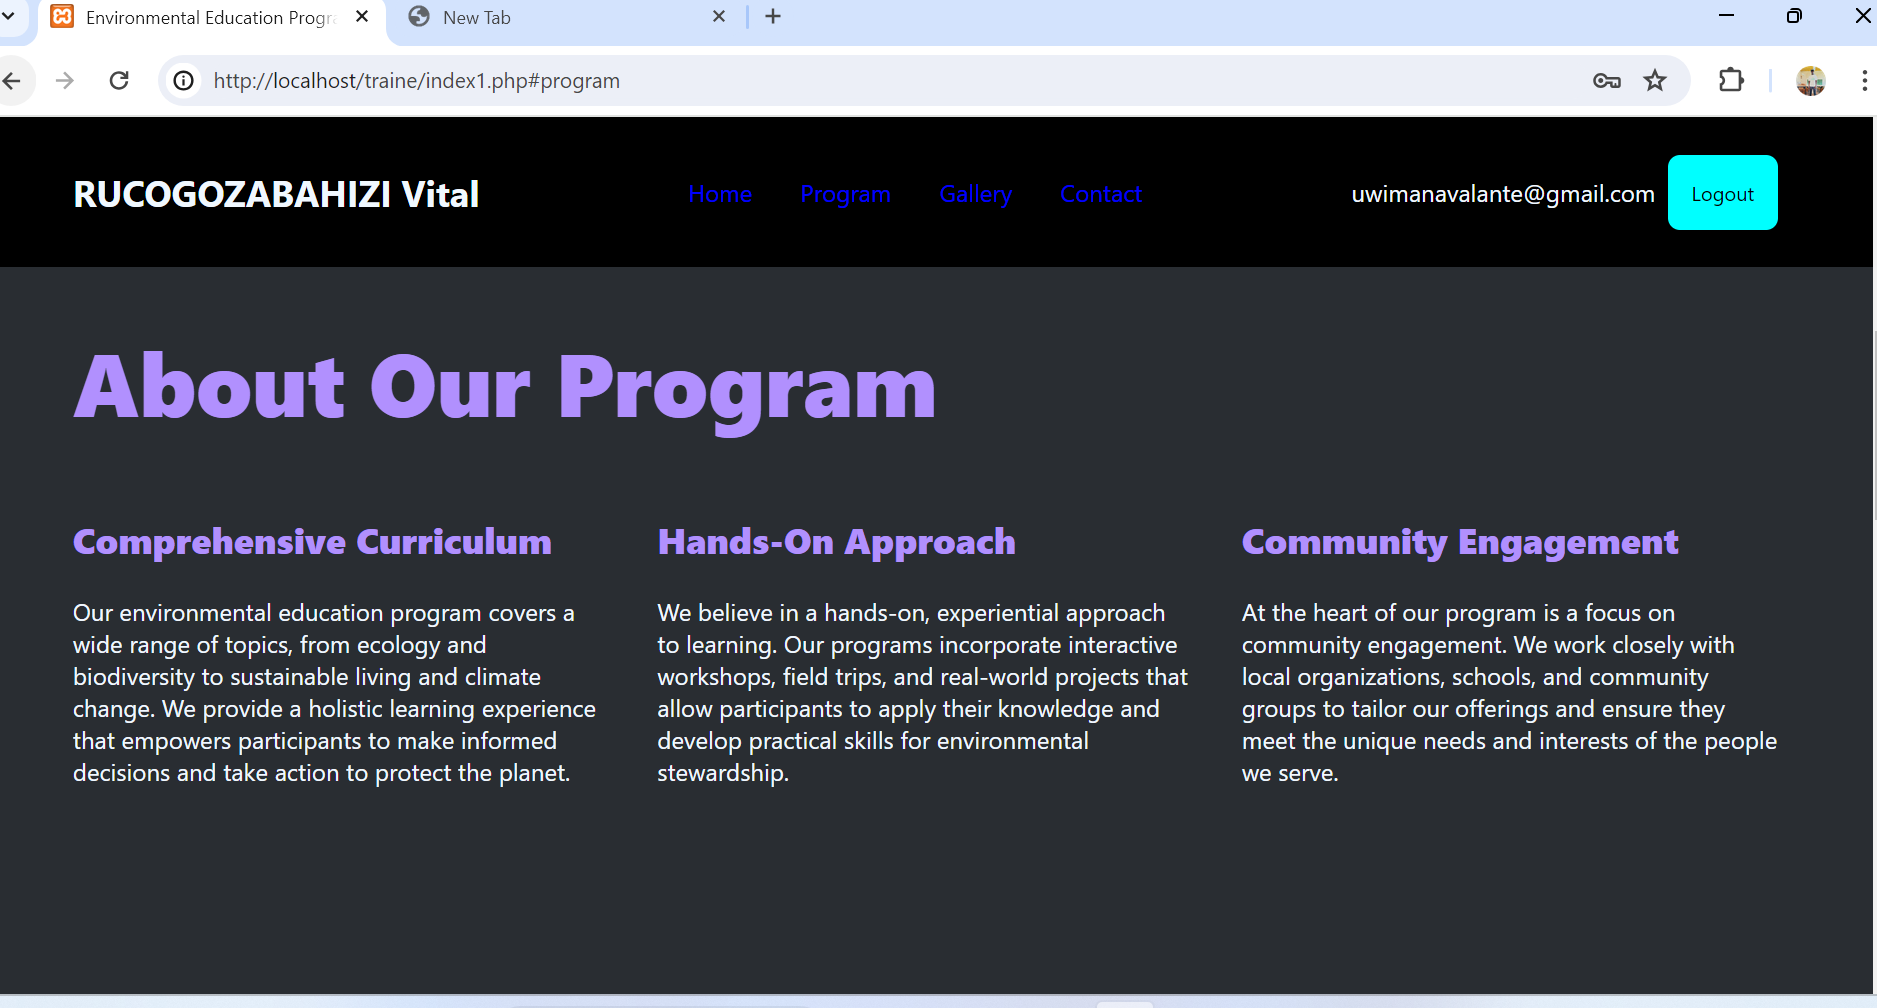 Environmental Education Progra
New Tab
http://localhost/traine/index1.php#program
RUCOGOZABAHIZI Vital
Home
Program
Gallery
Contact
uwimanavalante@gmail.com
Logout
About Our Program
Comprehensive Curriculum
Our environmental education program covers a
wide range of topics, from ecology and
biodiversity to sustainable living and climate
change. We provide a holistic learning experience
that empowers participants to make informed
decisions and take action to protect the planet.
Hands-On Approach
We believe in a hands-on, experiential approach
to learning. Our programs incorporate interactive
workshops, field trips, and real-world projects that
allow participants to apply their knowledge and
develop practical skills for environmental
stewardship.
Community Engagement
At the heart of our program is a focus on
community engagement. We work closely with
local organizations, schools, and community
groups to tailor our offerings and ensure they
meet the unique needs and interests of the people
we serve.